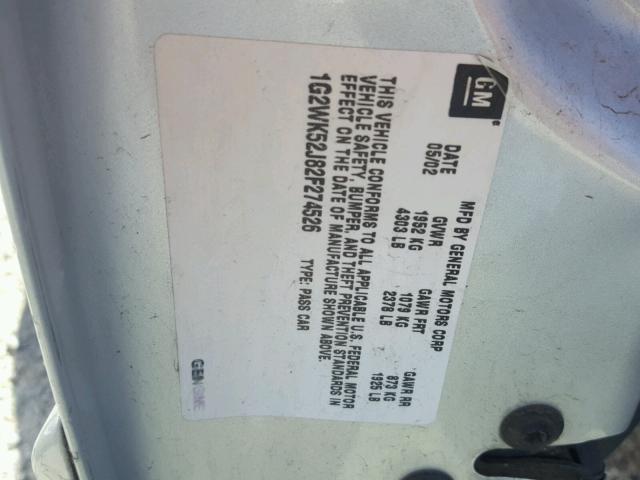 GM
MFD BY GENERAL MOTORS CORP
DATE GVWR GAWR FRT GAWR RR
05/02 1952 KG 1079 KG 873 KG
4303 LB 2378 LB 1925 LB
THIS VEHICLE CONFORMS TO ALL APPLICABLE U.S. FEDERAL MOTOR
VEHICLE SAFETY, BUMPER, AND THEFT PREVENTION STANDARDS IN
EFFECT ON THE DATE OF MANUFACTURE SHOWN ABOVE.
1G2WK52J82F274526 TYPE: PASS CAR